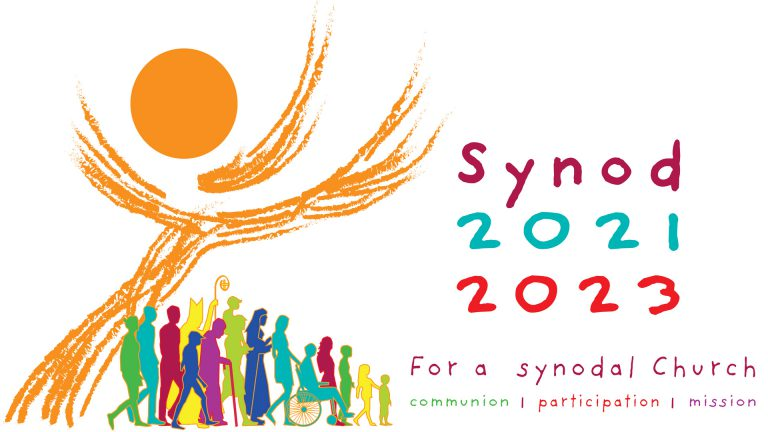 Synod
2021
2023
For a synodal Church
communion | participation | mission